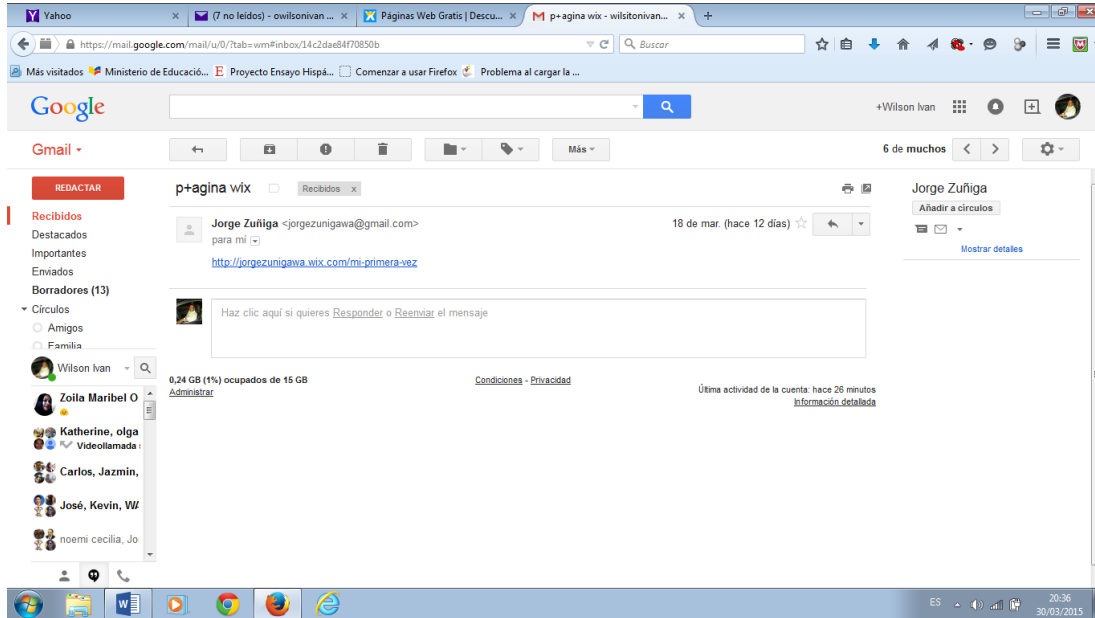 Yahoo
(7 no leídos) - owilsonivan ...
Páginas Web Gratis | Descu...
p+agina wix - wilsitonivan...
https://mail.google.com/mail/u/0/?tab=wm#inbox/14c2dae84f70850b
Buscar
Más visitados
Ministerio de Educació...
Proyecto Ensayo Hispá...
Comenzar a usar Firefox
Problema al cargar la ...
Google
+Wilson Ivan
Gmail
Más
6 de muchos
REDACTAR
p+agina wix
Recibidos x
Jorge Zuñiga
Añadir a círculos
Mostrar detalles
Recibidos
Destacados
Importantes
Enviados
Borradores (13)
Círculos
Amigos
Familia
Jorge Zuñiga <jorgezunigawa@gmail.com>
18 de mar. (hace 12 días)
para mí
http://jorgezunigawa.wix.com/mi-primera-vez
Haz clic aquí si quieres Responder o Reenviar el mensaje
Wilson Ivan
Zoila Maribel O
Katherine, olga
Videollamada
Carlos, Jazmin,
José, Kevin, WA
noemi cecilia, Jo
0,24 GB (1%) ocupados de 15 GB
Administrar
Condiciones - Privacidad
Última actividad de la cuenta: hace 26 minutos
Información detallada
ES
20:36
30/03/2015